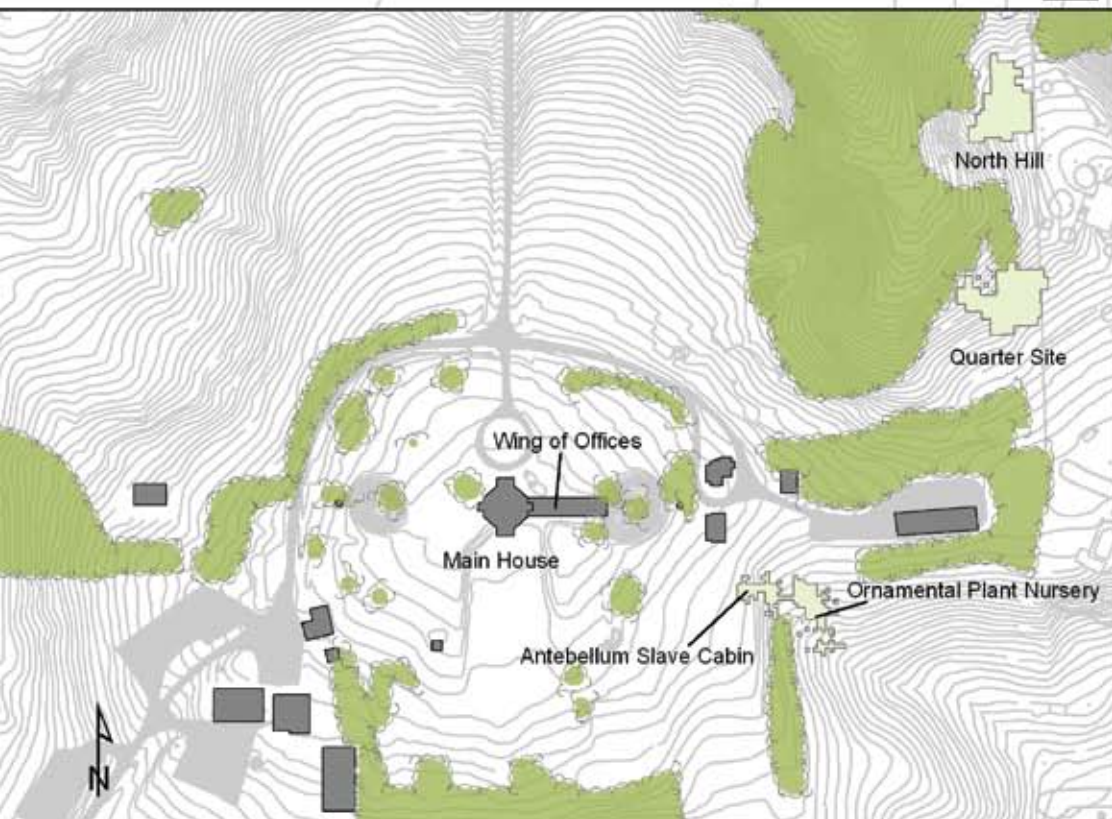 North Hill
Quarter Site
Wing of Offices
Main House
Ornamental Plant Nursery
Antebellum Slave Cabin
N